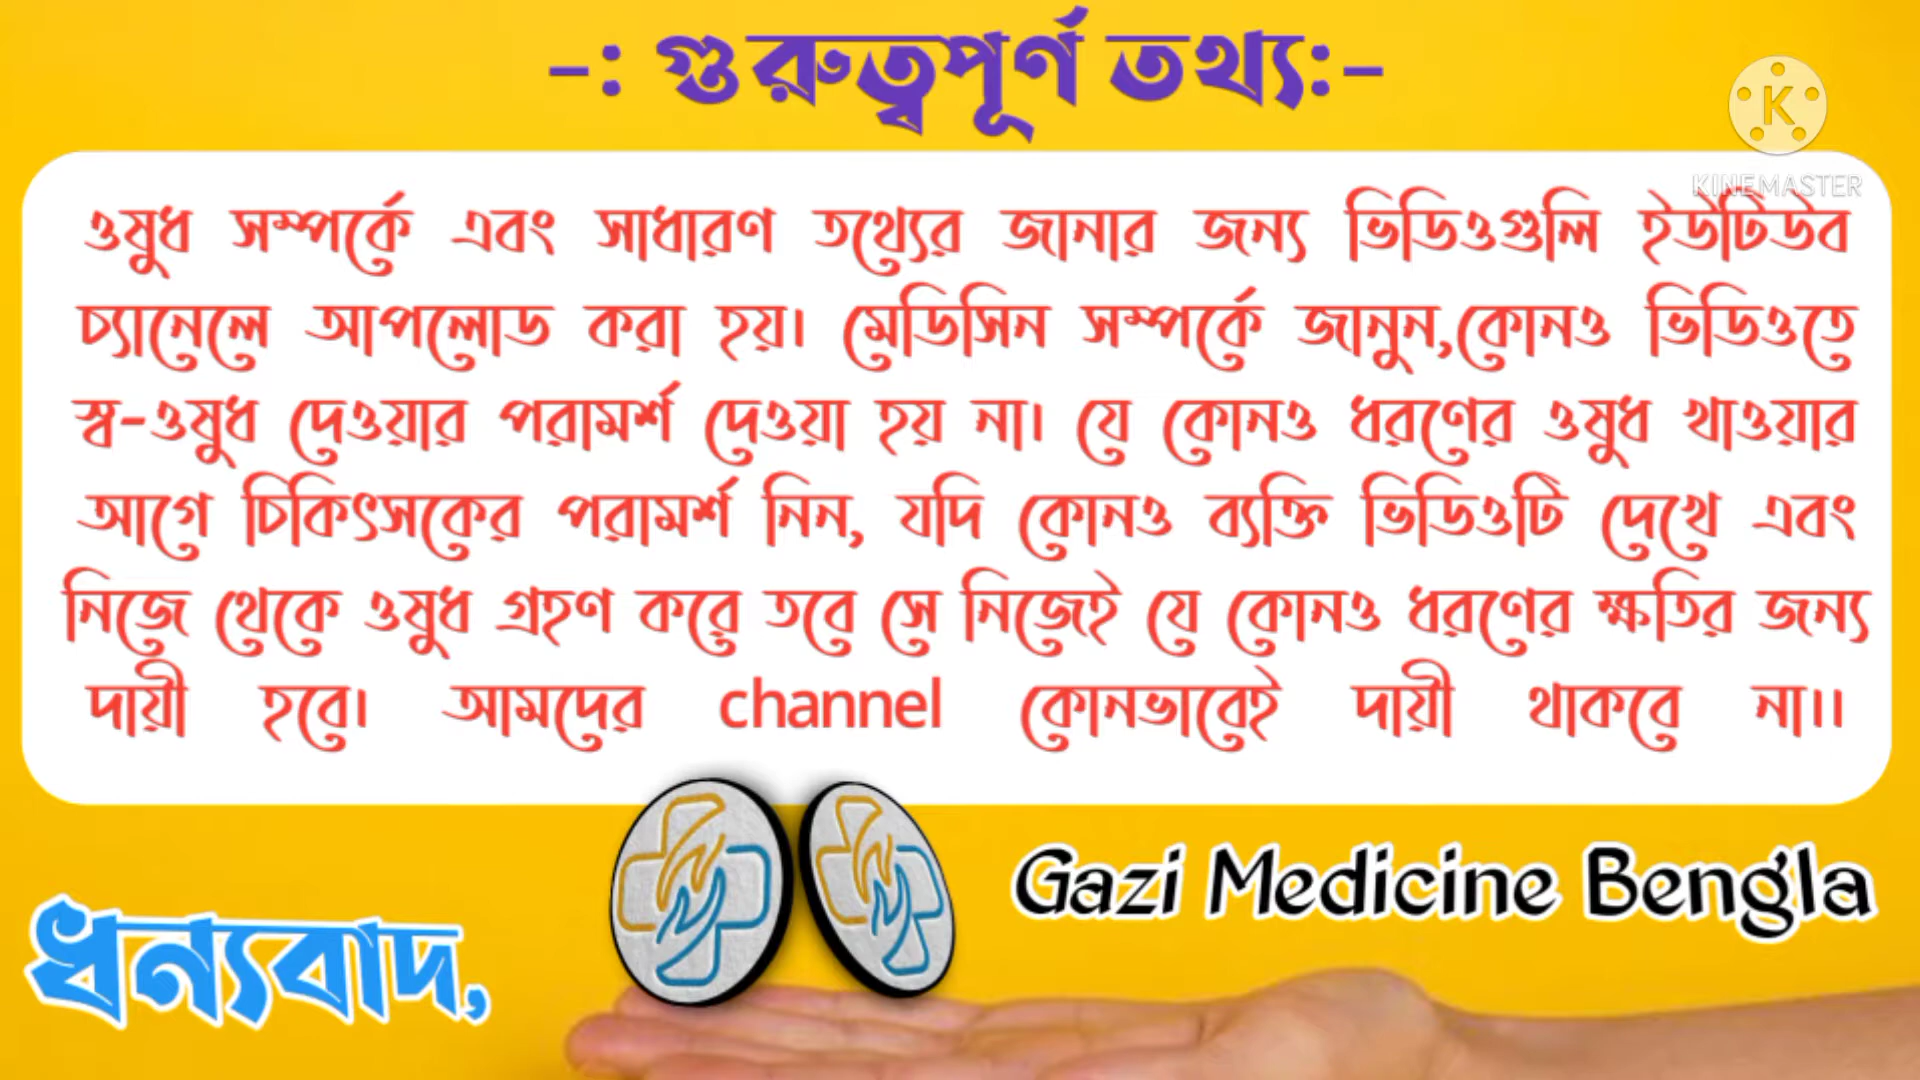 -: গুরুত্বপূর্ণ তথ্য:-
K
KINEMASTER
ওষুধ সম্পর্কে এবং সাধারণ তথ্যের জানার জন্য ভিডিওগুলি ইউটিউব
চ্যানেলে আপলোড করা হয়। মেডিসিন সম্পর্কে জানুন,কোনও ভিডিওতে
স্ব-ওষুধ দেওয়ার পরামর্শ দেওয়া হয় না। যে কোনও ধরণের ওষুধ খাওয়ার
আগে চিকিৎসকের পরামর্শ নিন, যদি কোনও ব্যক্তি ভিডিওটি দেখে এবং
নিজে থেকে ওষুধ গ্রহণ করে তবে সে নিজেই যে কোনও ধরণের ক্ষতির জন্য
দায়ী হবে। আমদের channel কোনভাবেই দায়ী থাকবে না।।
Gazi Medicine Bengla
ধন্যবাদ,